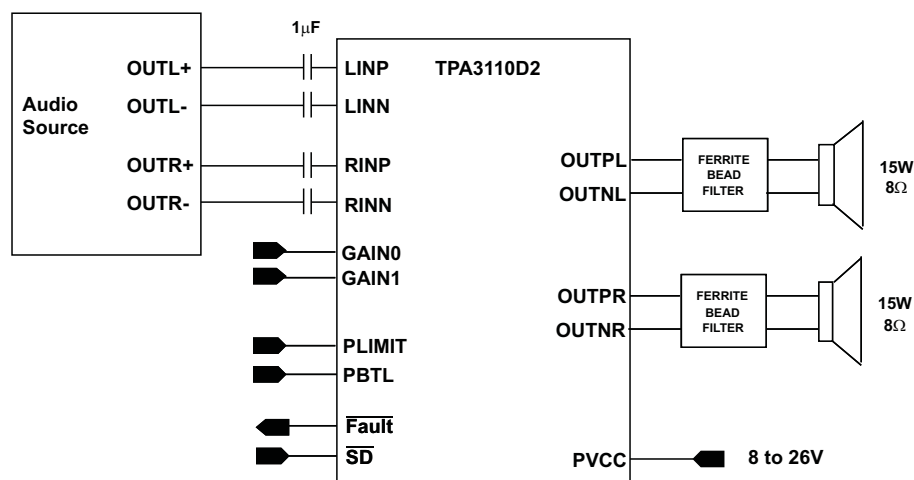 1μF
TPA3110D2
Audio
Source
OUTL+
OUTL-
OUTR+
OUTR-
LINP
LINN
RINP
RINN
GAIN0
GAIN1
PLIMIT
PBTL
Fault
SD
OUTPL
OUTNL
FERRITE
BEAD
FILTER
15W
8Ω
OUTPR
OUTNR
FERRITE
BEAD
FILTER
15W
8Ω
PVCC
8 to 26V